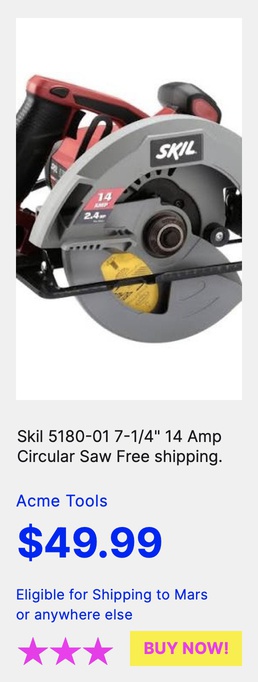 SKIL
14
AMP
2.4 HP
Skil 5180-01 7-1/4" 14 Amp
Circular Saw Free shipping.
Acme Tools
$49.99
Eligible for Shipping to Mars
or anywhere else
BUY NOW!